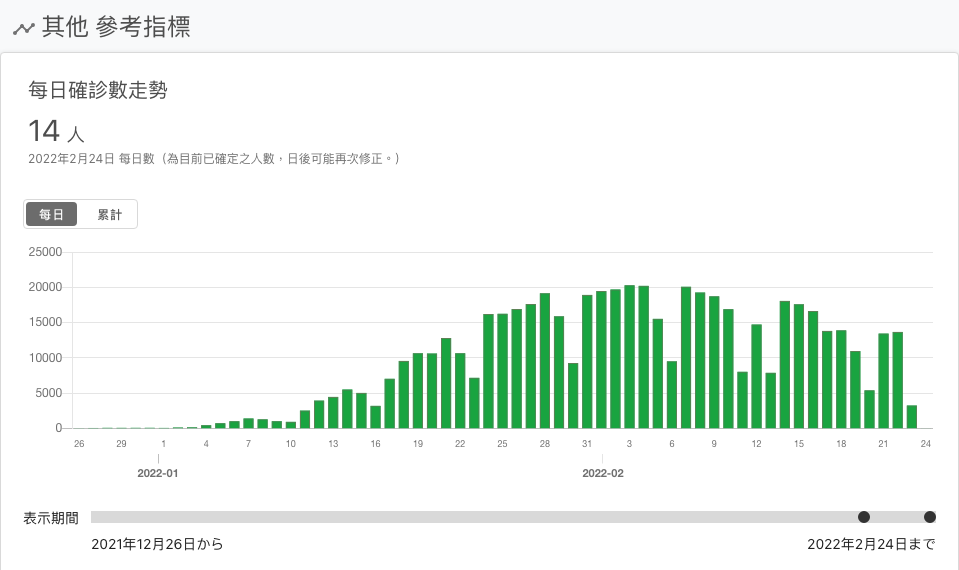 其他 參考指標
每日確診數走勢
14 人
2022年2月24日 每日數（為目前已確定之人數，日後可能再次修正。）
每日 累計
25000
20000
15000
10000
5000
0
26 29 1 4 7 10 13 16 19 22 25 28 31 3 6 9 12 15 18 21 24
2022-01 2022-02
表示期間
2021年12月26日から 2022年2月24日まで